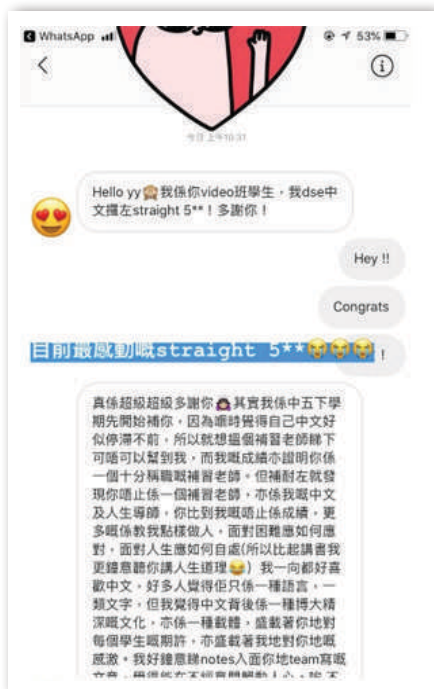 WhatsApp
53%
今日 上午10:31
Hello yy🙈我係你video班學生，我dse中
文攞左straight 5**！多謝你！
Hey !!
Congrats
目前最感動嘅straight 5**😭😭😭 !
真係超級超級多謝你🙇🏻‍♀️其實我係中五下學
期先開始補你，因為嗰時覺得自己中文好
似停滯不前，所以就想搵個補習老師睇下
可唔可以幫到我，而我嘅成績亦證明你係
一個十分稱職嘅補習老師。但補耐左就發
現你唔止係一個補習老師，亦係我嘅中文
及人生導師，你比到我嘅唔止係成績，更
多嘅係教我點樣做人，面對困難應如何應
對，面對人生應如何自處(所以比起講書我
更鐘意聽你講人生道理😂）我一向都好喜
歡中文，好多人覺得佢只係一種語言，一
類文字，但我覺得中文背後係一種博大精
深嘅文化，亦係一種載體，盛載著你地對
每個學生嘅期許，亦盛載著我地對你地嘅
感激。我好鐘意睇notes入面你地team寫嘅